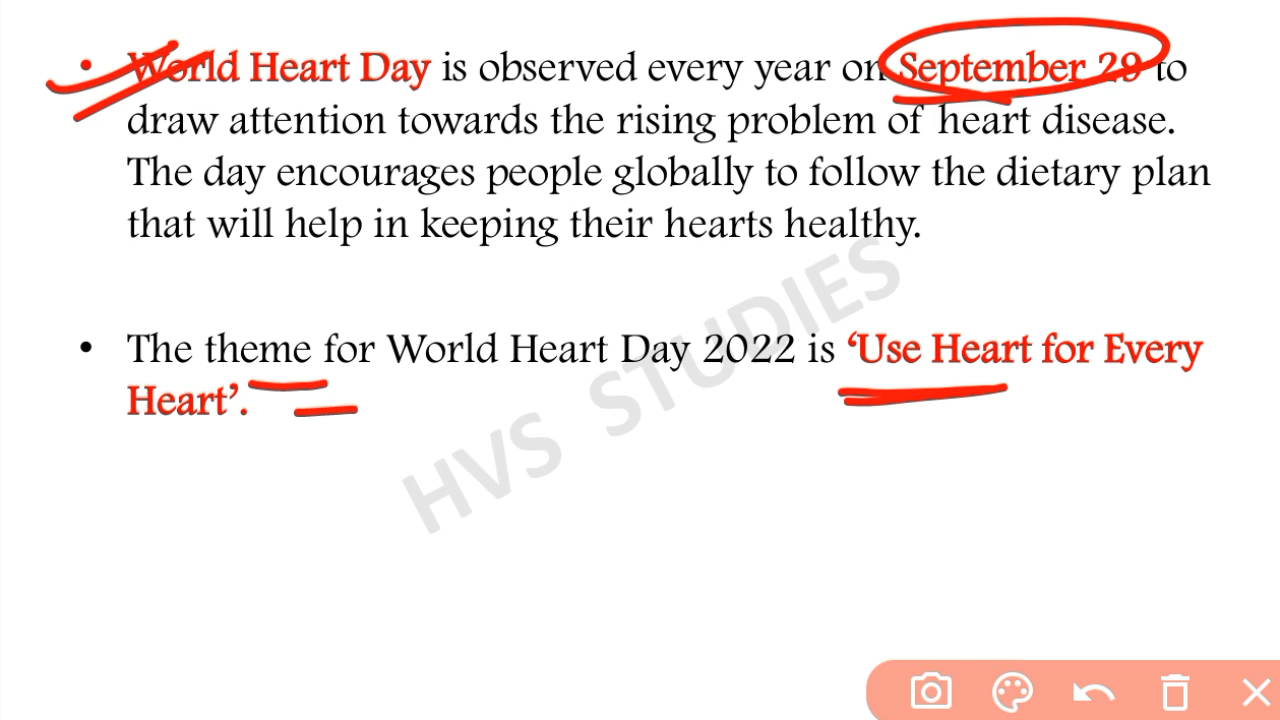 • World Heart Day is observed every year on September 29 to
draw attention towards the rising problem of heart disease.
The day encourages people globally to follow the dietary plan
that will help in keeping their hearts healthy.
• The theme for World Heart Day 2022 is ‘Use Heart for Every
Heart’.
HVS STUDIES